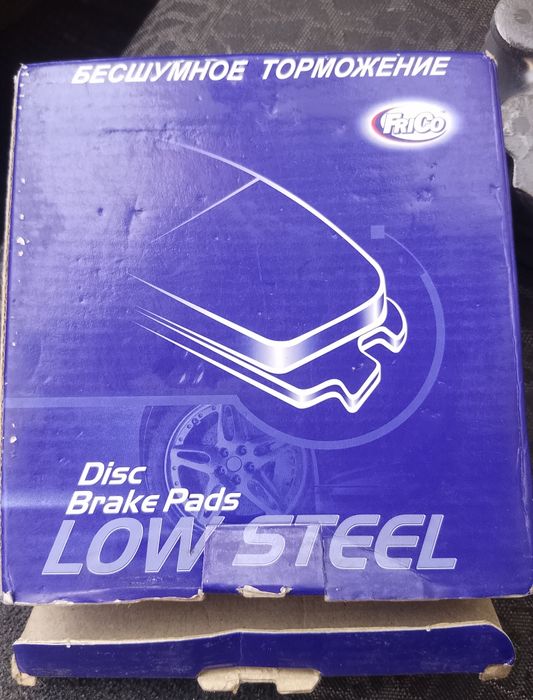 БЕСШУМНОЕ ТОРМОЖЕНИЕ
FRICO
Disc
Brake Pads
LOW STEEL